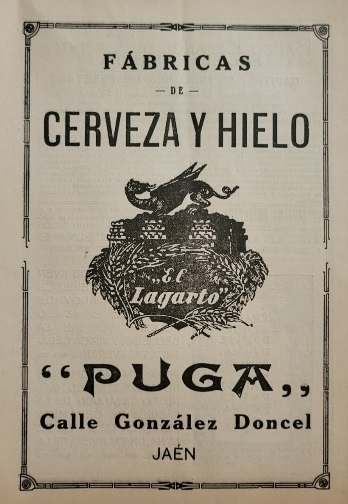 FÁBRICAS
— DE —
CERVEZA Y HIELO
„El
Lagarto"
“PUGA„
Calle González Doncel
JAÉN